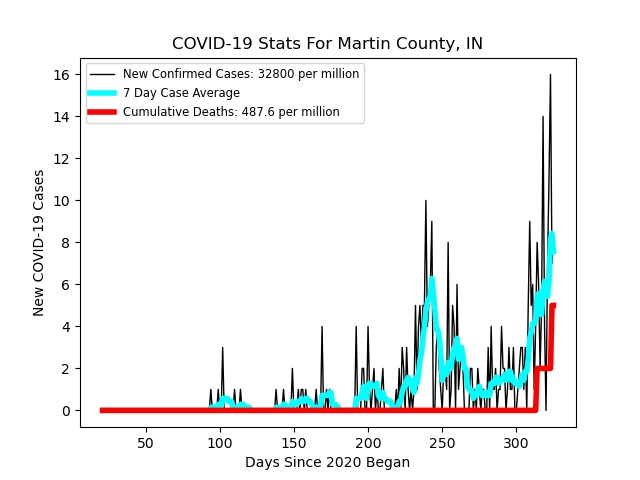 COVID-19 Stats For Martin County, IN
New Confirmed Cases: 32800 per million
7 Day Case Average
Cumulative Deaths: 487.6 per million
New COVID-19 Cases
16
14
12
10
8
6
4
2
0
50 100 150 200 250 300
Days Since 2020 Began